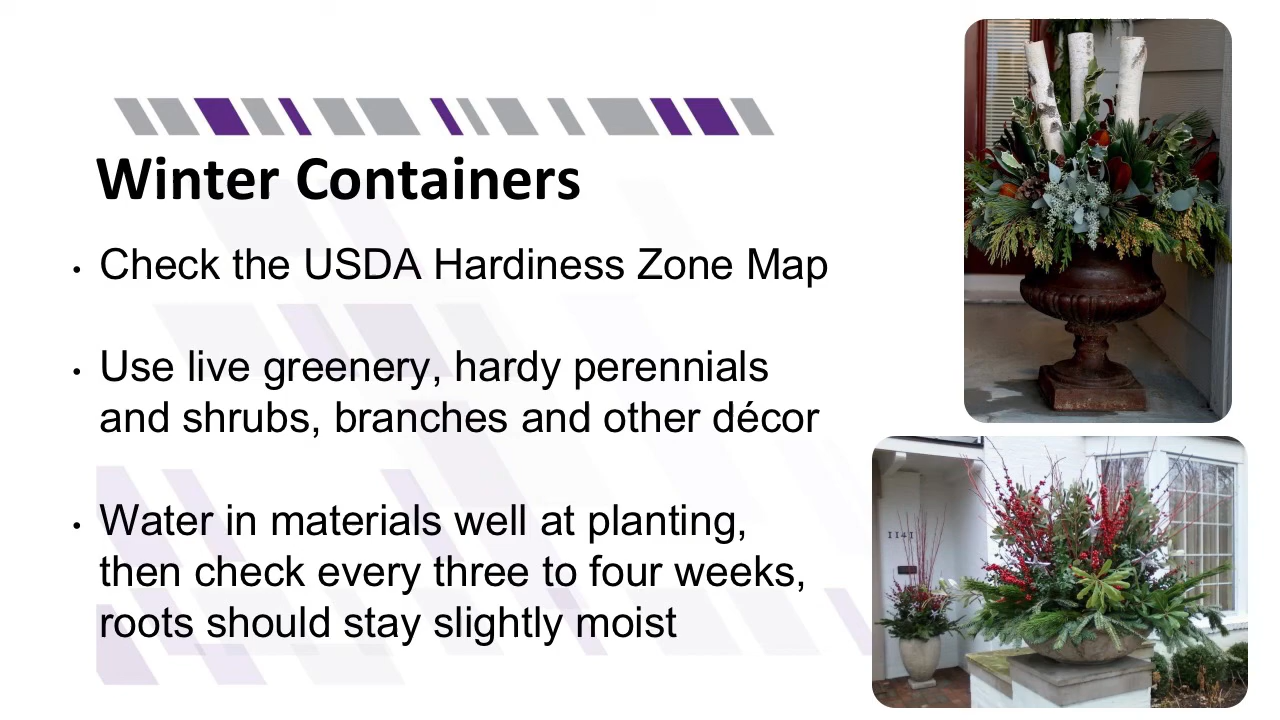 Winter Containers
• Check the USDA Hardiness Zone Map
• Use live greenery, hardy perennials
and shrubs, branches and other décor
• Water in materials well at planting,
then check every three to four weeks,
roots should stay slightly moist
1141